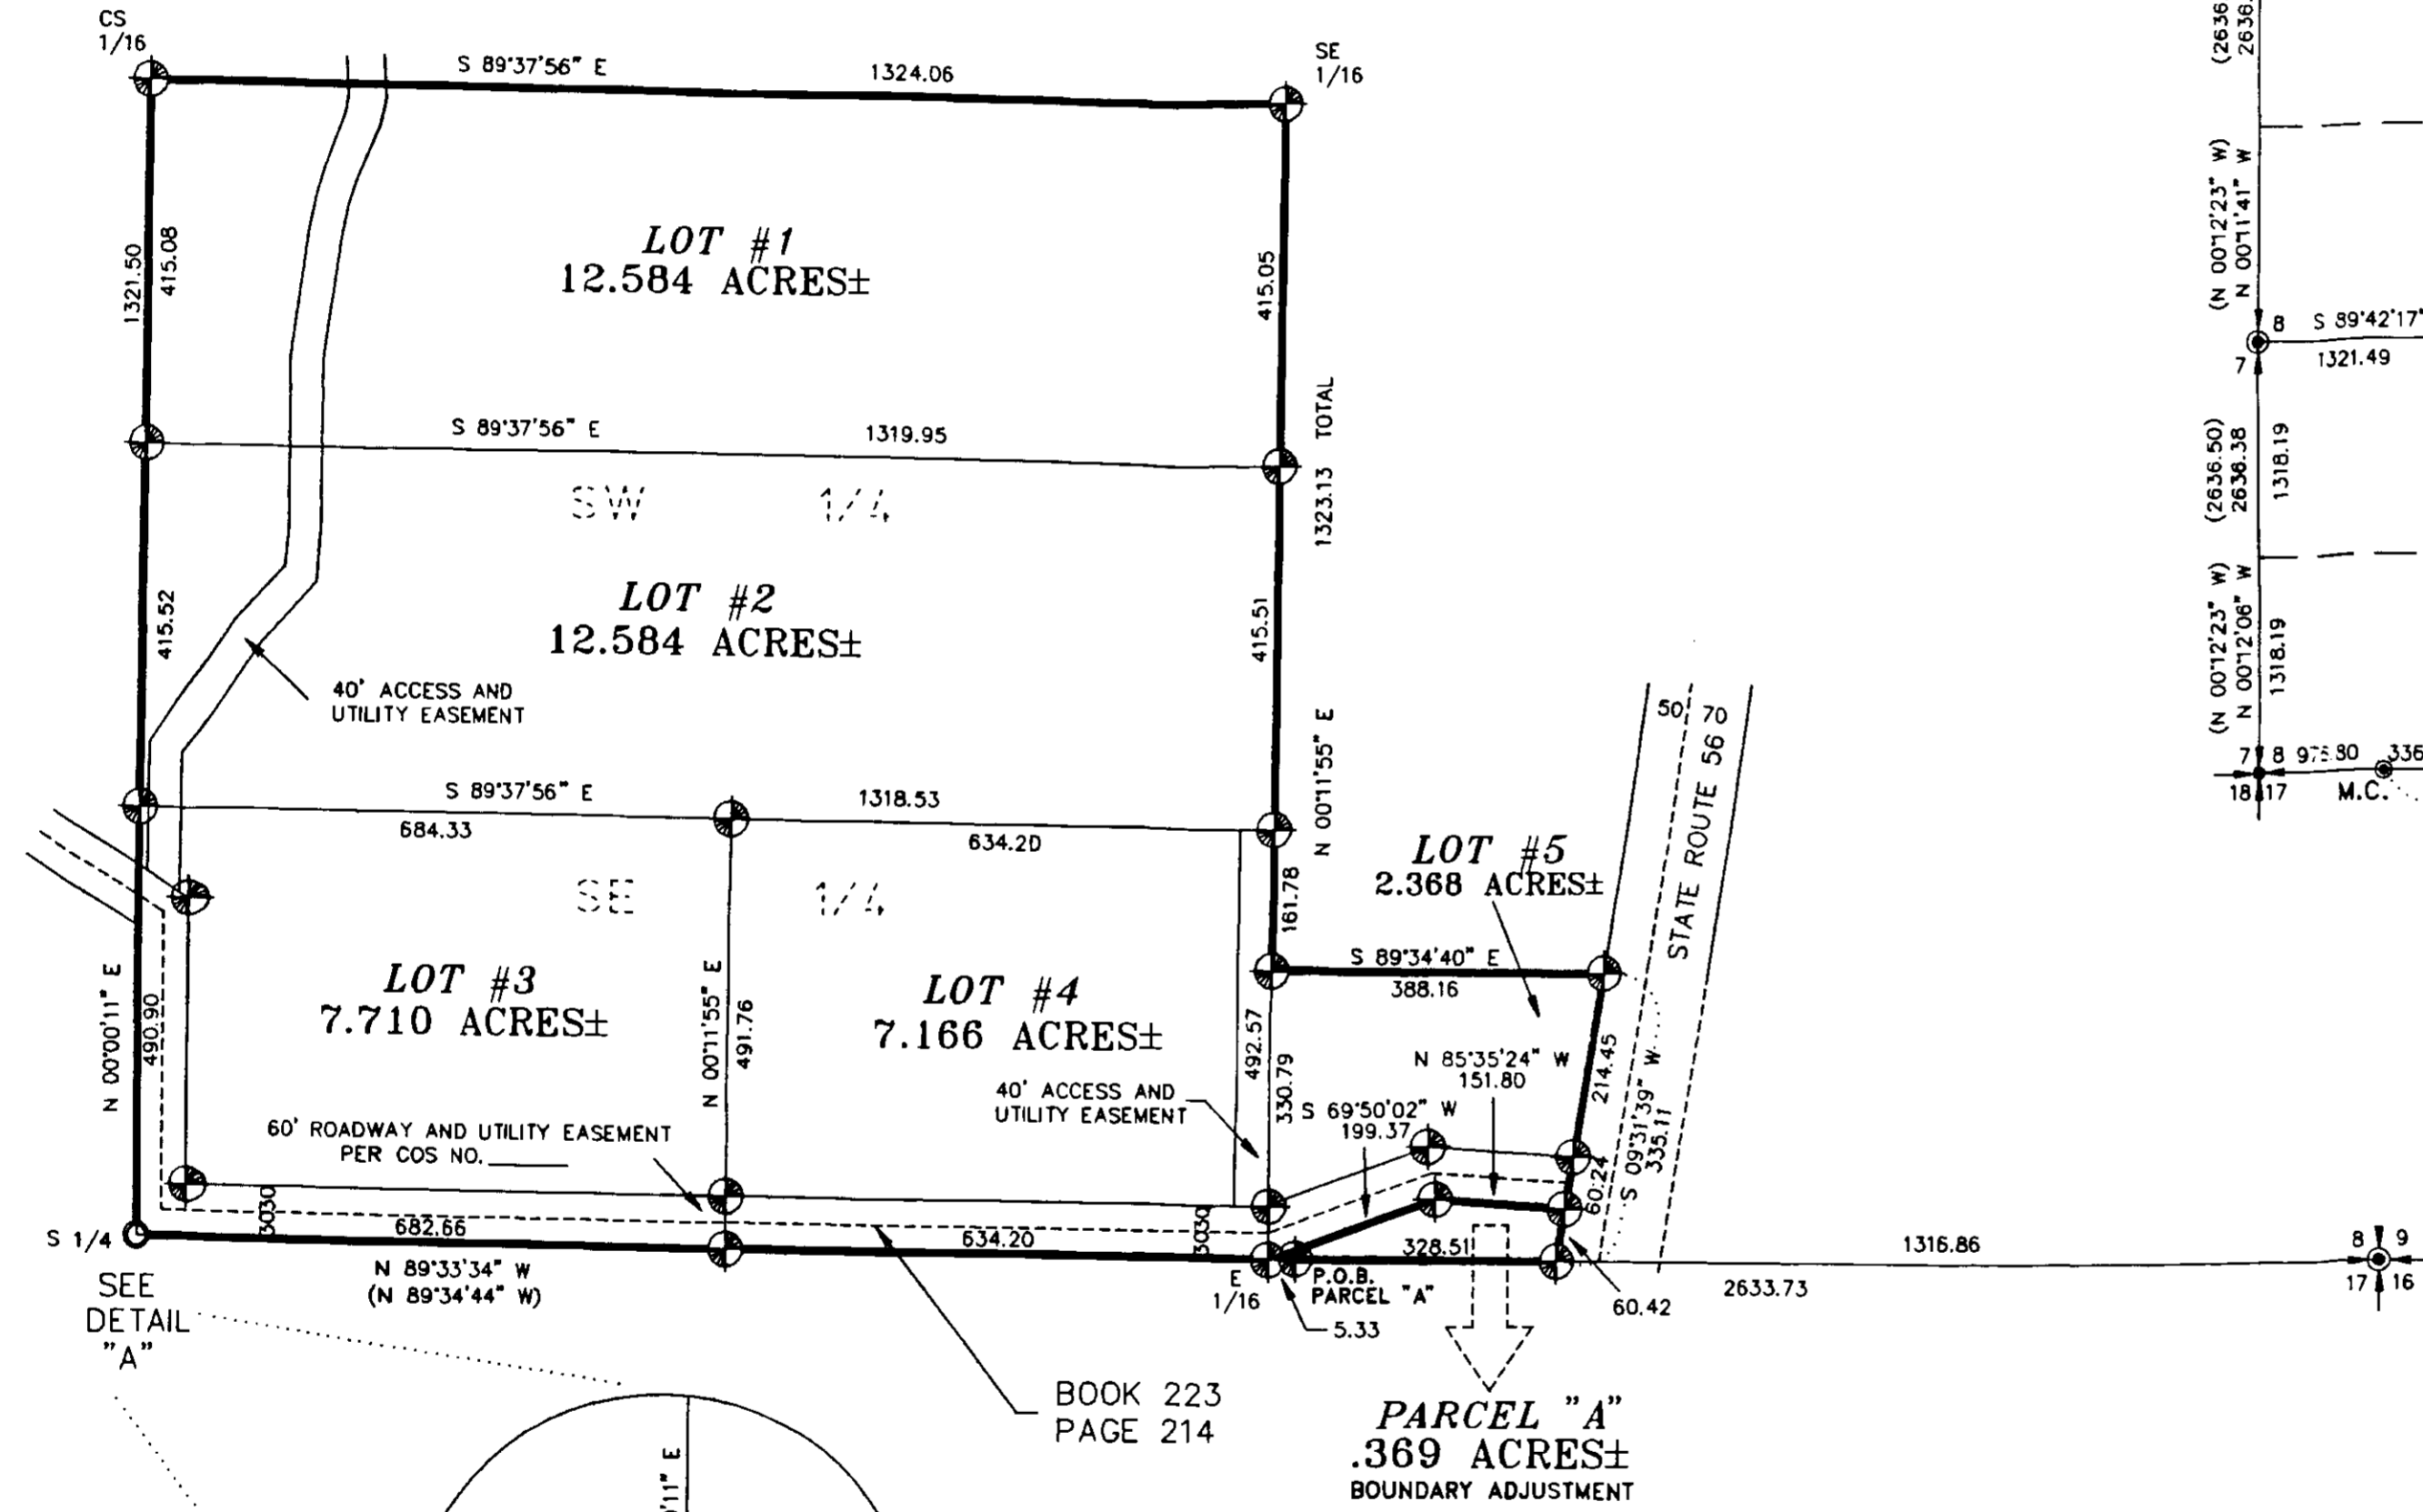 CS
1/16
S 89°37'56" E
1324.06
SE
1/16
LOT #1
12.584 ACRES±
1321.50
415.08
415.05
S 89°37'56" E
1319.95
1323.13 TOTAL
SW 1/4
LOT #2
12.584 ACRES±
415.52
415.51
40' ACCESS AND
UTILITY EASEMENT
N 00°11'55" E
S 89°37'56" E
1318.53
684.33
634.20
SE 1/4
161.78
LOT #5
2.368 ACRES±
50 70
STATE ROUTE 56
LOT #3
7.710 ACRES±
N 00°00'11" E
490.90
N 00°11'55" E
491.76
LOT #4
7.166 ACRES±
492.57
330.79
S 89°34'40" E
388.16
214.45
S 09°31'39" W
335.11
N 85°35'24" W
151.80
40' ACCESS AND
UTILITY EASEMENT
S 69°50'02" W
199.37
60.24
60' ROADWAY AND UTILITY EASEMENT
PER COS NO.
3030
3030
S 1/4
682.66
634.20
328.51
1316.86
N 89°33'34" W
(N 89°34'44" W)
E
1/16
P.O.B.
PARCEL "A"
5.33
60.42
2633.73
8 9
17 16
SEE
DETAIL
"A"
BOOK 223
PAGE 214
PARCEL "A"
.369 ACRES±
BOUNDARY ADJUSTMENT
(2636.
2636.
(N 00°12'23" W)
N 00°11'41" W
8
7
S 89°42'17"
1321.49
(2636.50)
2636.38
1318.19
(N 00°12'23" W)
N 00°12'06" W
1318.19
7 8
336
18 17
M.C.
'11" E